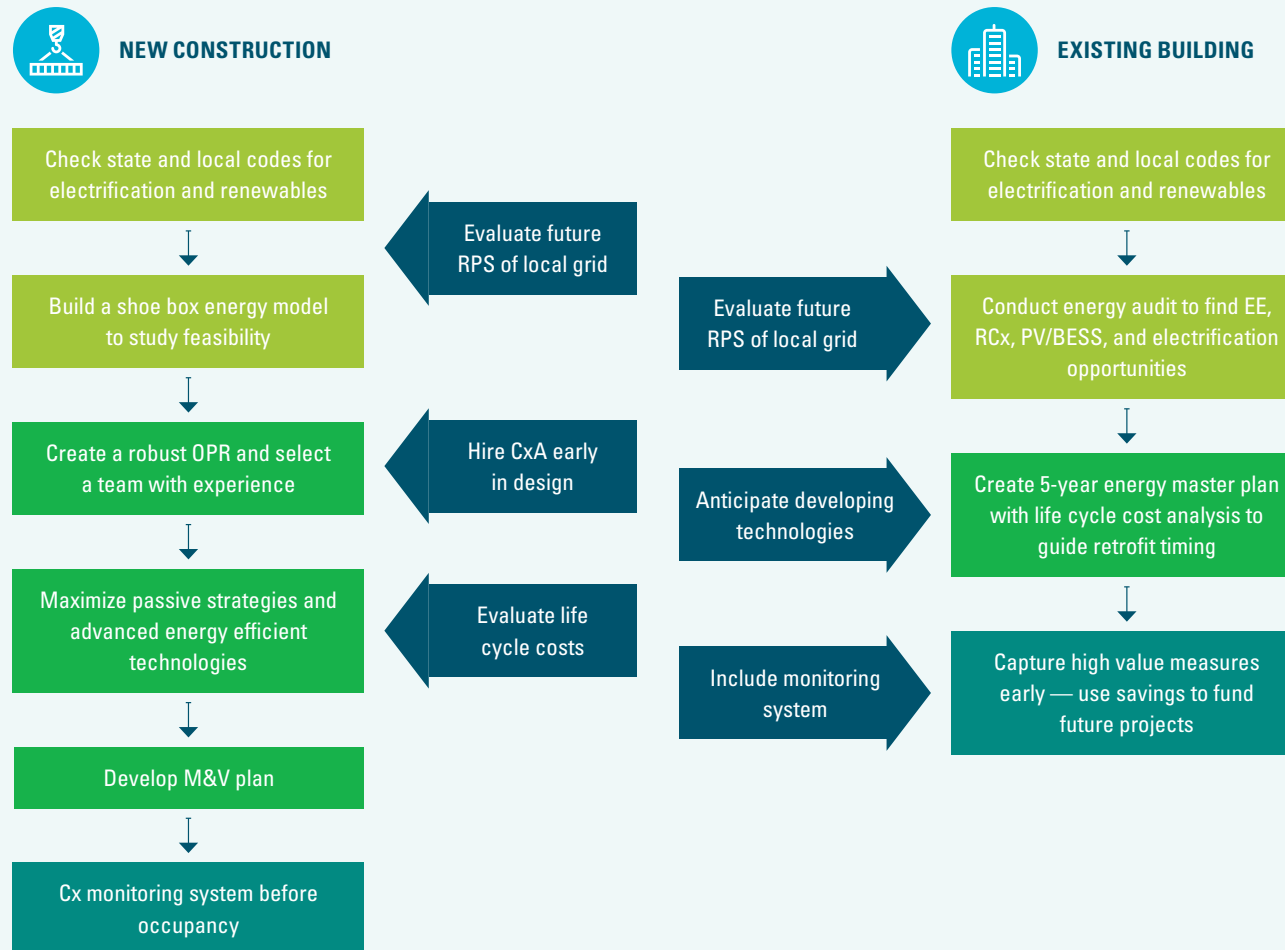 NEW CONSTRUCTION
Check state and local codes for
electrification and renewables
Build a shoe box energy model
to study feasibility
Create a robust OPR and select
a team with experience
Maximize passive strategies and
advanced energy efficient
technologies
Develop M&V plan
Cx monitoring system before
occupancy
Evaluate future
RPS of local grid
Hire CxA early
in design
Evaluate life
cycle costs
Evaluate future
RPS of local grid
Anticipate developing
technologies
Include monitoring
system
EXISTING BUILDING
Check state and local codes for
electrification and renewables
Conduct energy audit to find EE,
RCx, PV/BESS, and electrification
opportunities
Create 5-year energy master plan
with life cycle cost analysis to
guide retrofit timing
Capture high value measures
early — use savings to fund
future projects